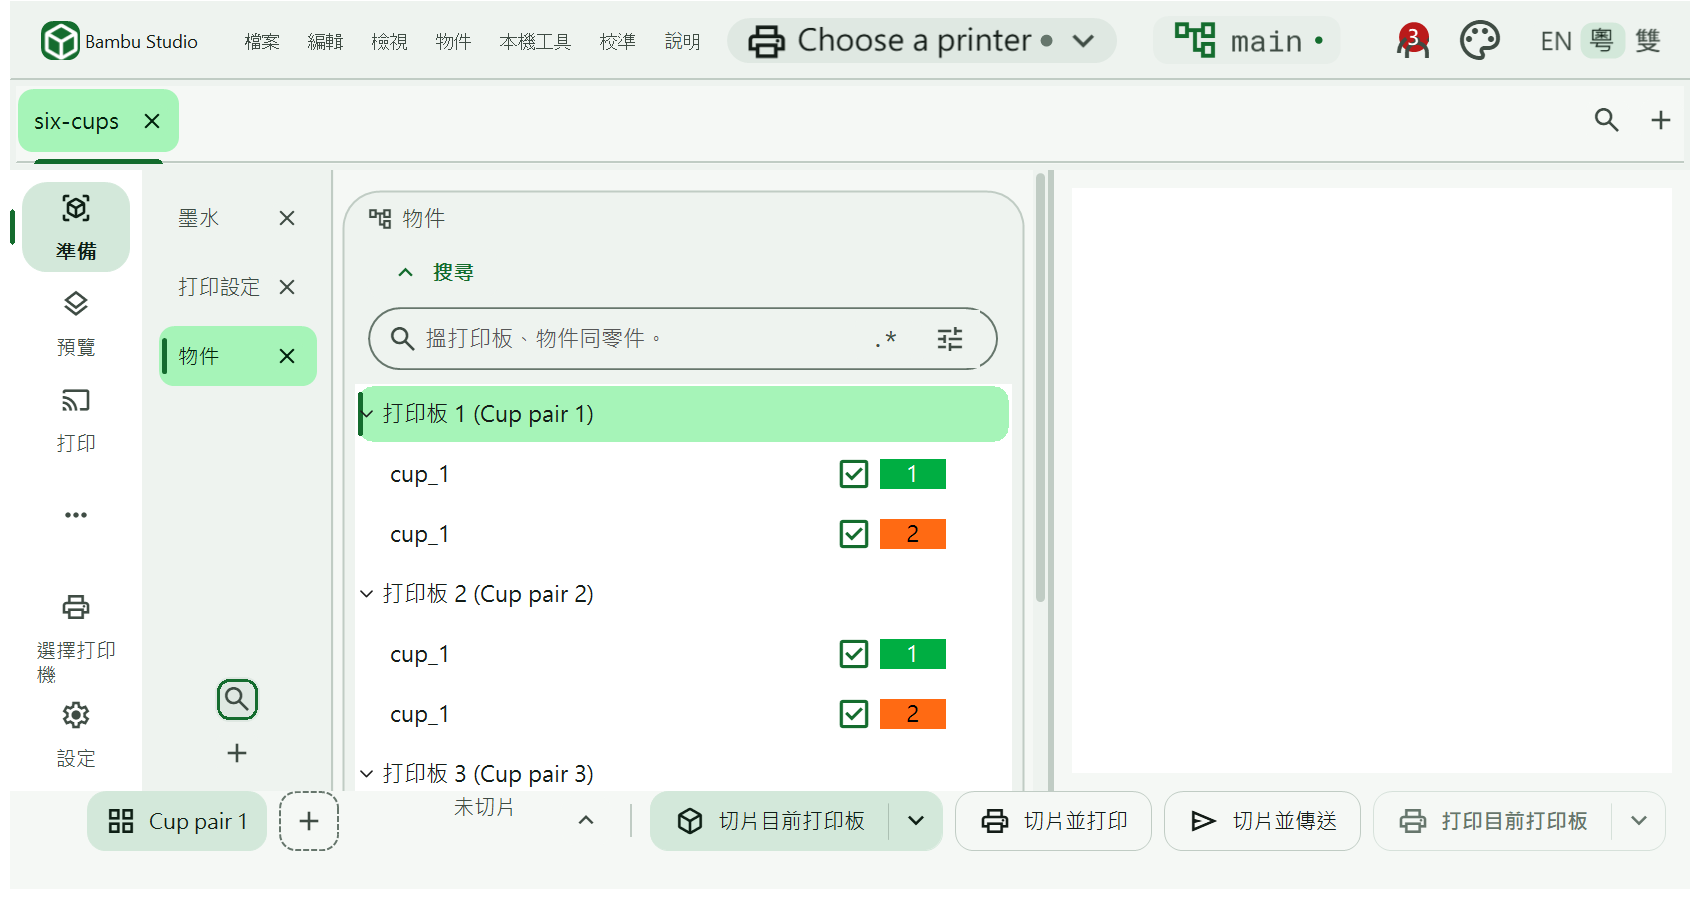 Bambu Studio 檔案 編輯 檢視 物件 本機工具 校準 說明 Choose a printer main 3 EN 粵 雙
six-cups
準備
預覽
打印
選擇打印機
設定
墨水
打印設定
物件
物件
搜尋
搵打印板、物件同零件。 .*
打印板 1 (Cup pair 1)
cup_1 1
cup_1 2
打印板 2 (Cup pair 2)
cup_1 1
cup_1 2
打印板 3 (Cup pair 3)
Cup pair 1 未切片 切片目前打印板 切片並打印 切片並傳送 打印目前打印板